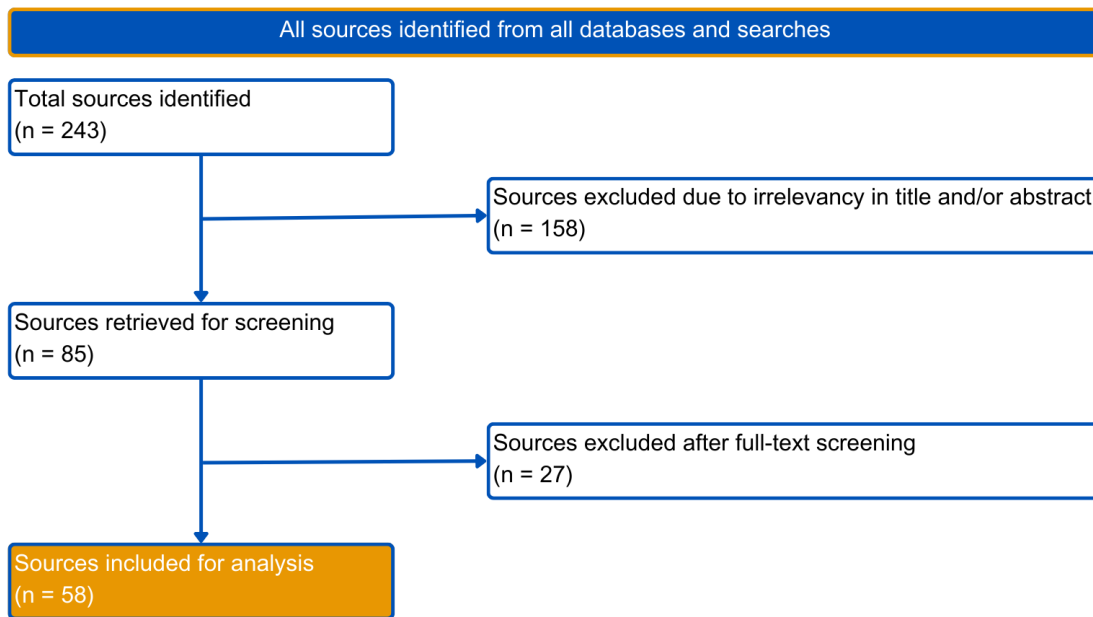 All sources identified from all databases and searches
Total sources identified
(n = 243)
Sources excluded due to irrelevancy in title and/or abstract
(n = 158)
Sources retrieved for screening
(n = 85)
Sources excluded after full-text screening
(n = 27)
Sources included for analysis
(n = 58)